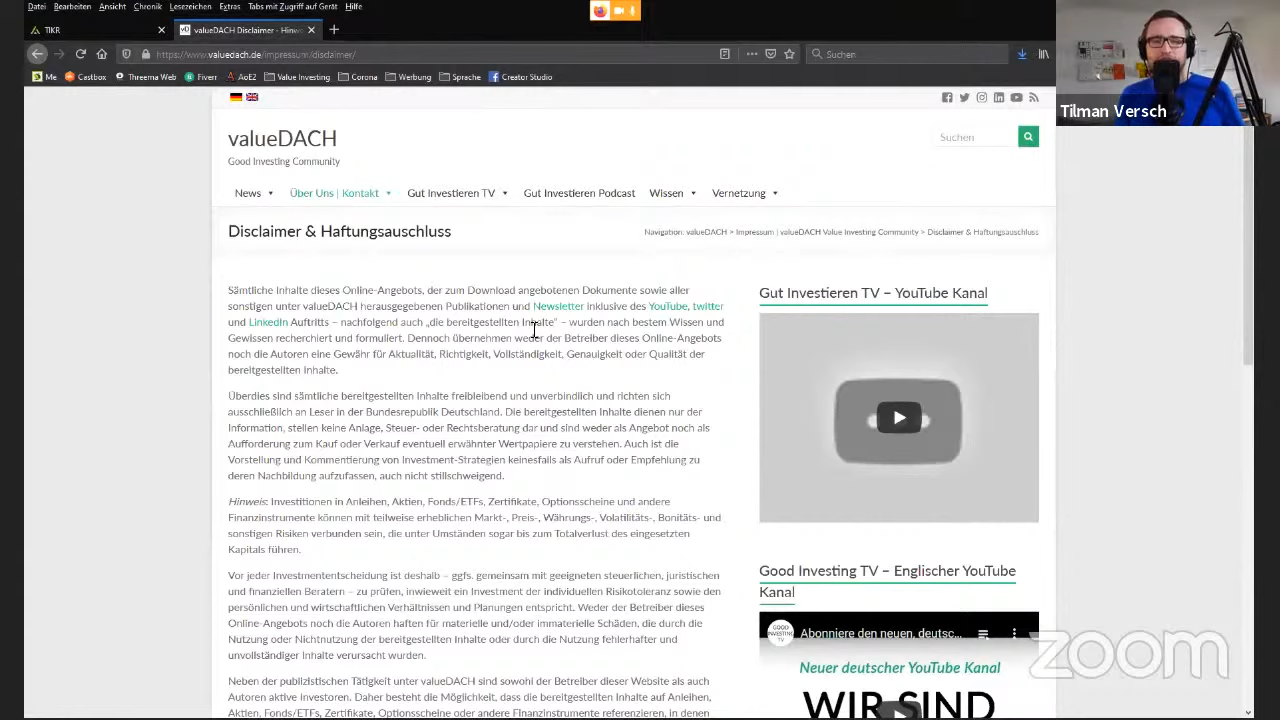 Datei Bearbeiten Ansicht Chronik Lesezeichen Extras Tabs mit Zugriff auf Gerät Hilfe
TIKR
valueDACH Disclaimer - Hinw
https://www.valuedach.de/impressum/disclaimer/
Suchen
Me Castbox Threema Web Fiverr AoE2 Value Investing Corona Werbung Sprache Creator Studio
Tilman Versch
valueDACH
Good Investing Community
Suchen
News Über Uns | Kontakt Gut Investieren TV Gut Investieren Podcast Wissen Vernetzung
Disclaimer & Haftungsauschluss
Navigation: valueDACH > Impressum | valueDACH Value Investing Community > Disclaimer & Haftungsauschluss
Sämtliche Inhalte dieses Online-Angebots, der zum Download angebotenen Dokumente sowie aller
sonstigen unter valueDACH herausgegebenen Publikationen und Newsletter inklusive des YouTube, twitter
und LinkedIn Auftritts – nachfolgend auch „die bereitgestellten Inhalte“ – wurden nach bestem Wissen und
Gewissen recherchiert und formuliert. Dennoch übernehmen weder der Betreiber dieses Online-Angebots
noch die Autoren eine Gewähr für Aktualität, Richtigkeit, Vollständigkeit, Genauigkeit oder Qualität der
bereitgestellten Inhalte.
Überdies sind sämtliche bereitgestellten Inhalte freibleibend und unverbindlich und richten sich
ausschließlich an Leser in der Bundesrepublik Deutschland. Die bereitgestellten Inhalte dienen nur der
Information, stellen keine Anlage, Steuer- oder Rechtsberatung dar und sind weder als Angebot noch als
Aufforderung zum Kauf oder Verkauf eventuell erwähnter Wertpapiere zu verstehen. Auch ist die
Vorstellung und Kommentierung von Investment-Strategien keinesfalls als Aufruf oder Empfehlung zu
deren Nachbildung aufzufassen, auch nicht stillschweigend.
Hinweis: Investitionen in Anleihen, Aktien, Fonds/ETFs, Zertifikate, Optionsscheine und andere
Finanzinstrumente können mit teilweise erheblichen Markt-, Preis-, Währungs-, Volatilitäts-, Bonitäts- und
sonstigen Risiken verbunden sein, die unter Umständen sogar bis zum Totalverlust des eingesetzten
Kapitals führen.
Vor jeder Investmententscheidung ist deshalb – ggfs. gemeinsam mit geeigneten steuerlichen, juristischen
und finanziellen Beratern – zu prüfen, inwieweit ein Investment der individuellen Risikotoleranz sowie den
persönlichen und wirtschaftlichen Verhältnissen und Planungen entspricht. Weder der Betreiber dieses
Online-Angebots noch die Autoren haften für materielle und/oder immaterielle Schäden, die durch die
Nutzung oder Nichtnutzung der bereitgestellten Inhalte oder durch die Nutzung fehlerhafter und
unvollständiger Inhalte verursacht wurden.
Neben der publizistischen Tätigkeit unter valueDACH sind sowohl der Betreiber dieser Website als auch
Autoren aktive Investoren. Daher besteht die Möglichkeit, dass die bereitgestellten Inhalte auf Anleihen,
Aktien, Fonds/ETFs, Zertifikate, Optionsscheine oder andere Finanzinstrumente referenzieren, in denen
Gut Investieren TV – YouTube Kanal
Good Investing TV – Englischer YouTube
Kanal
GOOD
INVESTING
TV
Abonniere den neuen, deutsc...
Neuer deutscher YouTube Kanal
WIR SIND
zoom